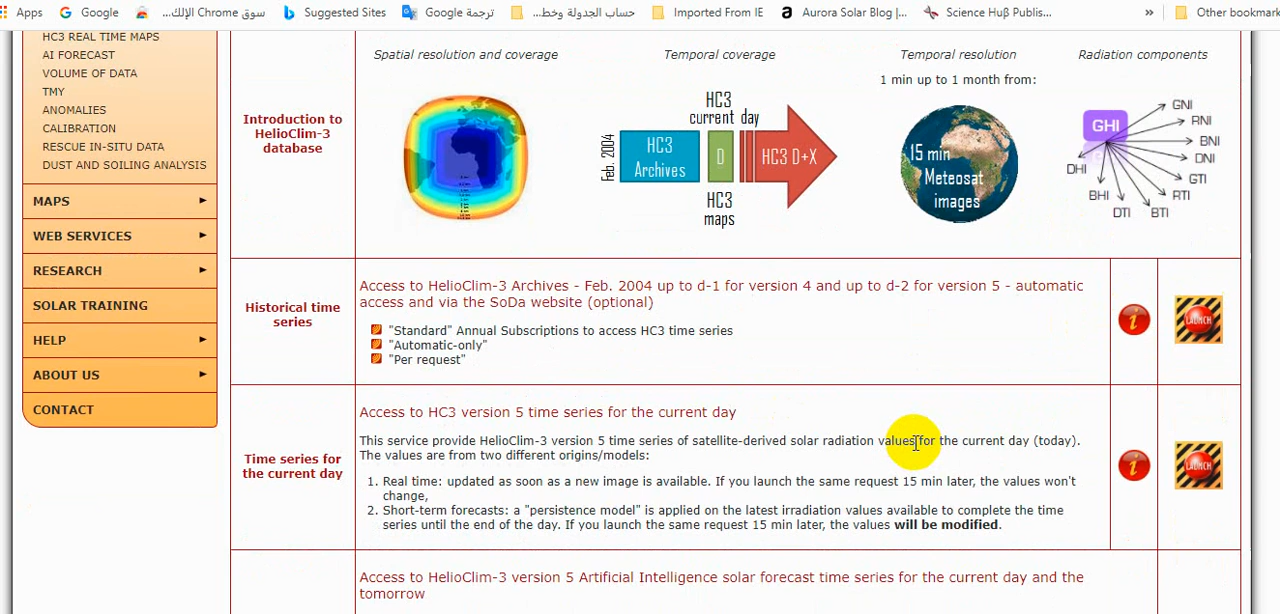 Apps
Google
سوق Chrome الإلك...
Suggested Sites
ترجمة Google
حساب الجدولة وخط...
Imported From IE
Aurora Solar Blog |...
Science Huβ Publis...
»
Other bookmark
HC3 REAL TIME MAPS
AI FORECAST
VOLUME OF DATA
TMY
ANOMALIES
CALIBRATION
RESCUE IN-SITU DATA
DUST AND SOILING ANALYSIS
MAPS
WEB SERVICES
RESEARCH
SOLAR TRAINING
HELP
ABOUT US
CONTACT
Introduction to
HelioClim-3
database
Spatial resolution and coverage
Temporal coverage
Feb. 2004
HC3
Archives
HC3
current day
D
HC3
maps
HC3 D+X
Temporal resolution
1 min up to 1 month from:
15 min
Meteosat
images
Radiation components
GHI
GNI
RNI
BNI
DNI
GTI
RTI
BTI
DTI
BHI
DHI
Historical time
series
Access to HelioClim-3 Archives - Feb. 2004 up to d-1 for version 4 and up to d-2 for version 5 - automatic
access and via the SoDa website (optional)
"Standard" Annual Subscriptions to access HC3 time series
"Automatic-only"
"Per request"
i
LAUNCH
Time series for
the current day
Access to HC3 version 5 time series for the current day
This service provide HelioClim-3 version 5 time series of satellite-derived solar radiation values for the current day (today).
The values are from two different origins/models:
1. Real time: updated as soon as a new image is available. If you launch the same request 15 min later, the values won't
change,
2. Short-term forecasts: a "persistence model" is applied on the latest irradiation values available to complete the time
series until the end of the day. If you launch the same request 15 min later, the values will be modified.
i
LAUNCH
Access to HelioClim-3 version 5 Artificial Intelligence solar forecast time series for the current day and the
tomorrow